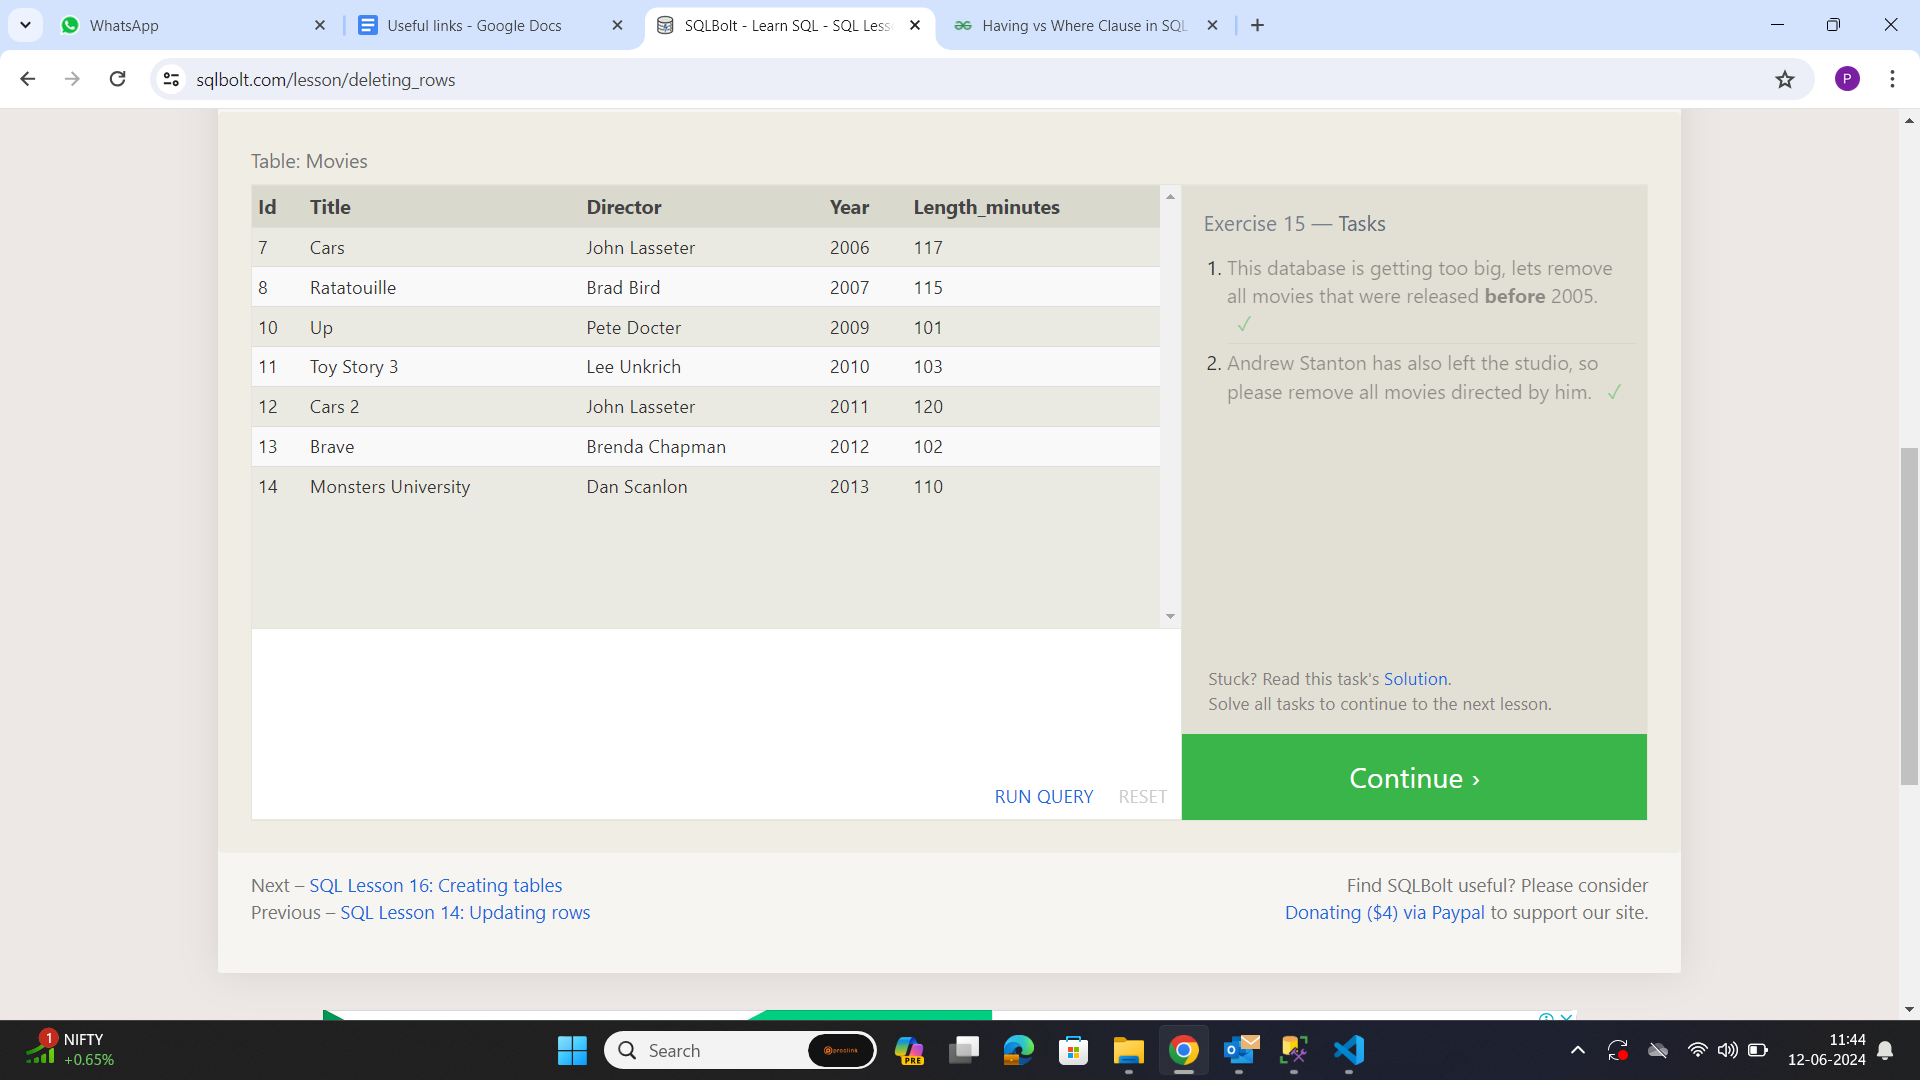 WhatsApp
Useful links - Google Docs
SQLBolt - Learn SQL - SQL Less
Having vs Where Clause in SQL
sqlbolt.com/lesson/deleting_rows
P
Table: Movies
Id Title Director Year Length_minutes
7 Cars John Lasseter 2006 117
8 Ratatouille Brad Bird 2007 115
10 Up Pete Docter 2009 101
11 Toy Story 3 Lee Unkrich 2010 103
12 Cars 2 John Lasseter 2011 120
13 Brave Brenda Chapman 2012 102
14 Monsters University Dan Scanlon 2013 110
RUN QUERY RESET
Exercise 15 — Tasks
1. This database is getting too big, lets remove
all movies that were released before 2005.
✓
2. Andrew Stanton has also left the studio, so
please remove all movies directed by him. ✓
Stuck? Read this task's Solution.
Solve all tasks to continue to the next lesson.
Continue ›
Next – SQL Lesson 16: Creating tables
Previous – SQL Lesson 14: Updating rows
Find SQLBolt useful? Please consider
Donating ($4) via Paypal to support our site.
1
NIFTY
+0.65%
Search
proclink
PRE
11:44
12-06-2024